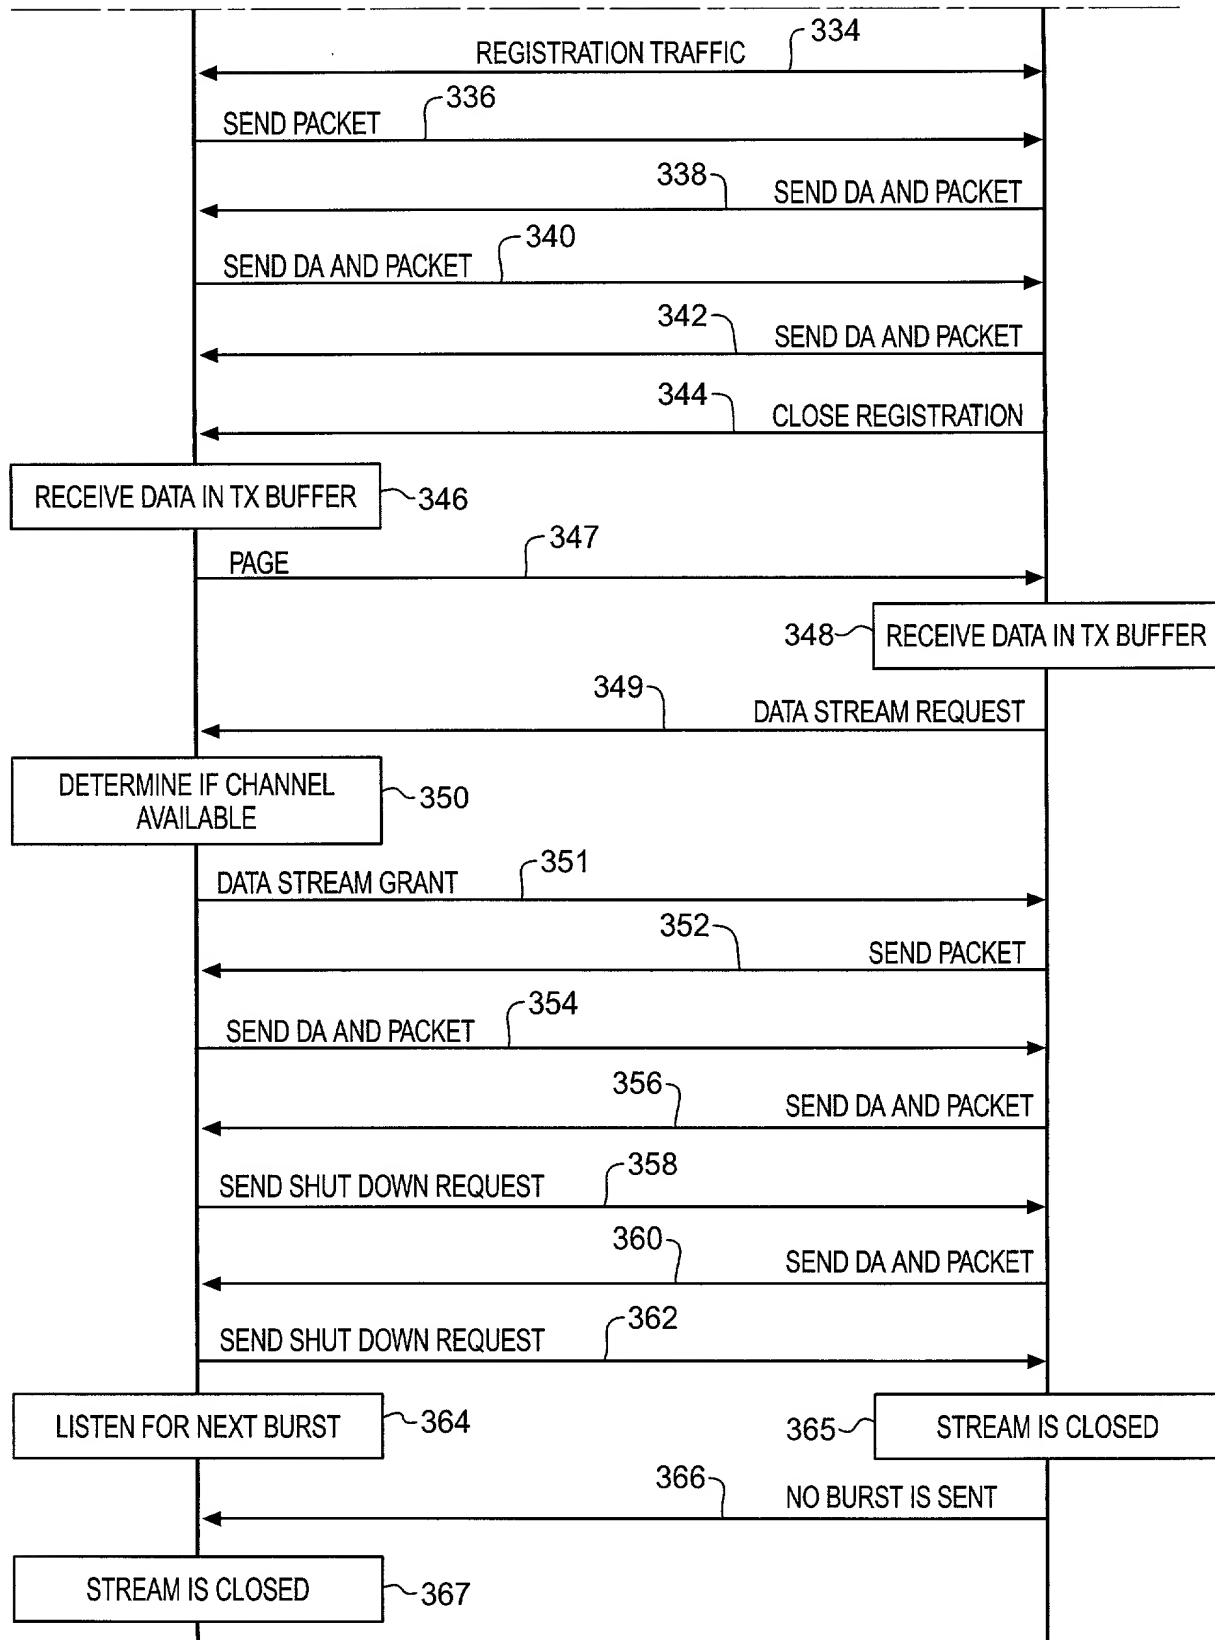 334
REGISTRATION TRAFFIC
336
SEND PACKET
338
SEND DA AND PACKET
340
SEND DA AND PACKET
342
SEND DA AND PACKET
344
CLOSE REGISTRATION
RECEIVE DATA IN TX BUFFER
346
347
PAGE
348
RECEIVE DATA IN TX BUFFER
349
DATA STREAM REQUEST
DETERMINE IF CHANNEL
AVAILABLE
350
351
DATA STREAM GRANT
352
SEND PACKET
354
SEND DA AND PACKET
356
SEND DA AND PACKET
358
SEND SHUT DOWN REQUEST
360
SEND DA AND PACKET
362
SEND SHUT DOWN REQUEST
LISTEN FOR NEXT BURST
364
365
STREAM IS CLOSED
366
NO BURST IS SENT
STREAM IS CLOSED
367